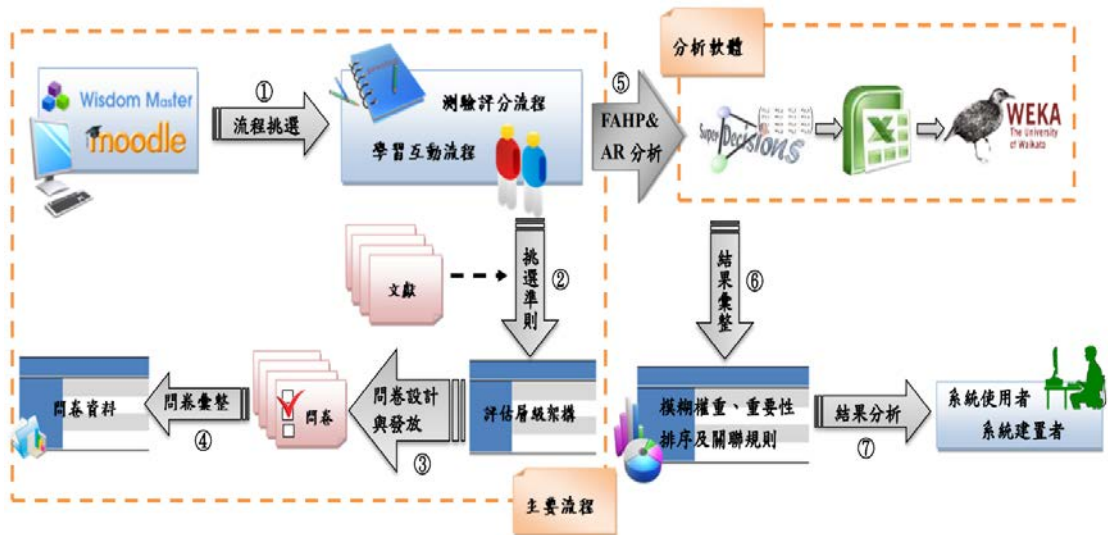 分析軟體
Wisdom Master
moodle
①
流程挑選
測驗評分流程
學習互動流程
⑤
FAHP&
AR 分析
Super Decisions
WEKA
The University
of Waikato
文獻
挑選準則
②
結果彙整
⑥
問卷資料
問卷彙整
④
問卷
問卷設計
與發放
③
評估層級架構
模糊權重、重要性
排序及關聯規則
結果分析
⑦
系統使用者
系統建置者
主要流程